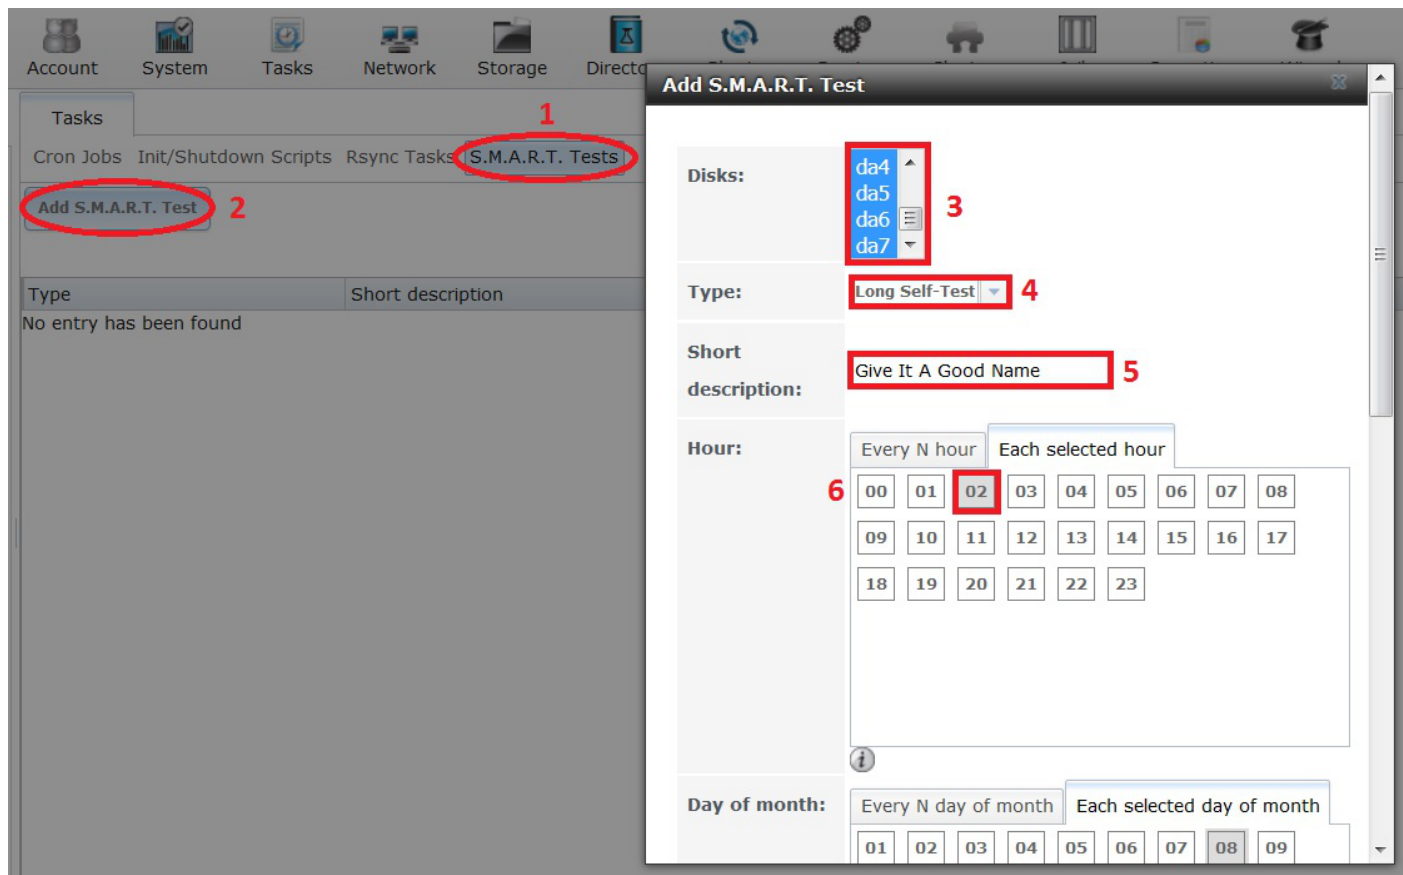 Account System Tasks Network Storage Directo
Add S.M.A.R.T. Test
Tasks
1
Cron Jobs Init/Shutdown Scripts Rsync Tasks S.M.A.R.T. Tests
Add S.M.A.R.T. Test 2
Type Short description
No entry has been found
Disks:
da4
da5
da6
da7
3
Type: Long Self-Test 4
Short
description:
Give It A Good Name 5
Hour: Every N hour Each selected hour
6 00 01 02 03 04 05 06 07 08
09 10 11 12 13 14 15 16 17
18 19 20 21 22 23
i
Day of month: Every N day of month Each selected day of month
01 02 03 04 05 06 07 08 09